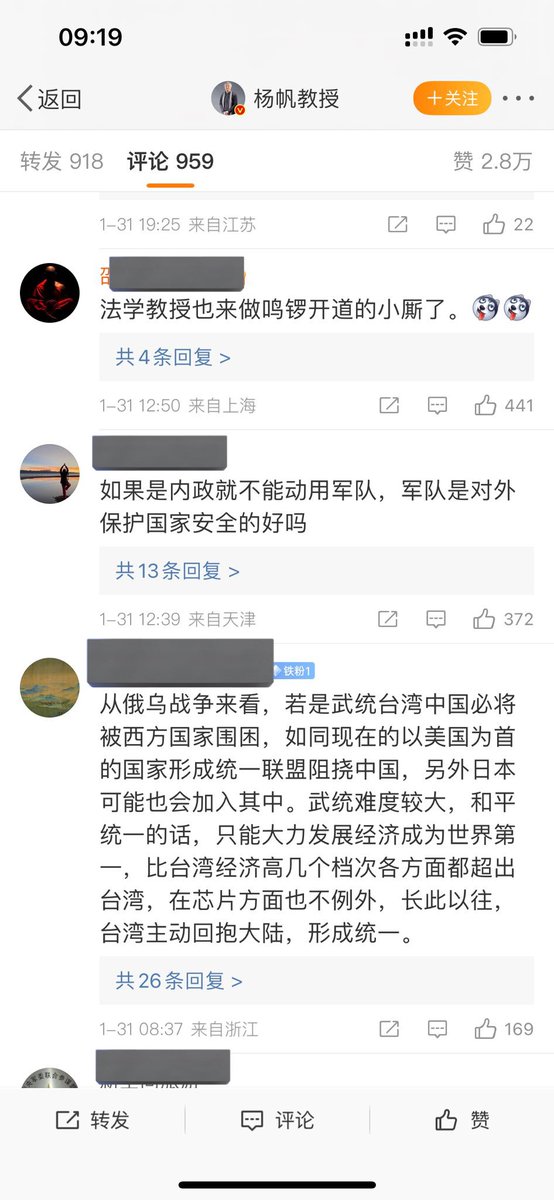 09:19
返回
杨帆教授
+关注
转发 918
评论 959
赞 2.8万
1-31 19:25 来自江苏
22
邵
法学教授也来做鸣锣开道的小厮了。
共4条回复 >
1-31 12:50 来自上海
441
如果是内政就不能动用军队，军队是对外
保护国家安全的好吗
共13条回复 >
1-31 12:39 来自天津
372
铁粉1
从俄乌战争来看，若是武统台湾中国必将
被西方国家围困，如同现在的以美国为首
的国家形成统一联盟阻挠中国，另外日本
可能也会加入其中。武统难度较大，和平
统一的话，只能大力发展经济成为世界第
一，比台湾经济高几个档次各方面都超出
台湾，在芯片方面也不例外，长此以往，
台湾主动回抱大陆，形成统一。
共26条回复 >
1-31 08:37 来自浙江
169
转发
评论
赞